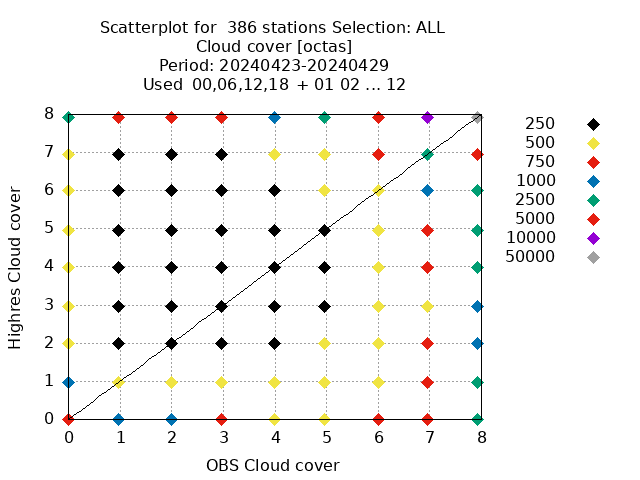 Scatterplot for  386 stations Selection: ALL
Cloud cover [octas]
Period: 20240423-20240429
Used  00,06,12,18  + 01 02 ... 12
Highres Cloud cover
8
7
6
5
4
3
2
1
0
0 1 2 3 4 5 6 7 8
OBS Cloud cover
250
500
750
1000
2500
5000
10000
50000